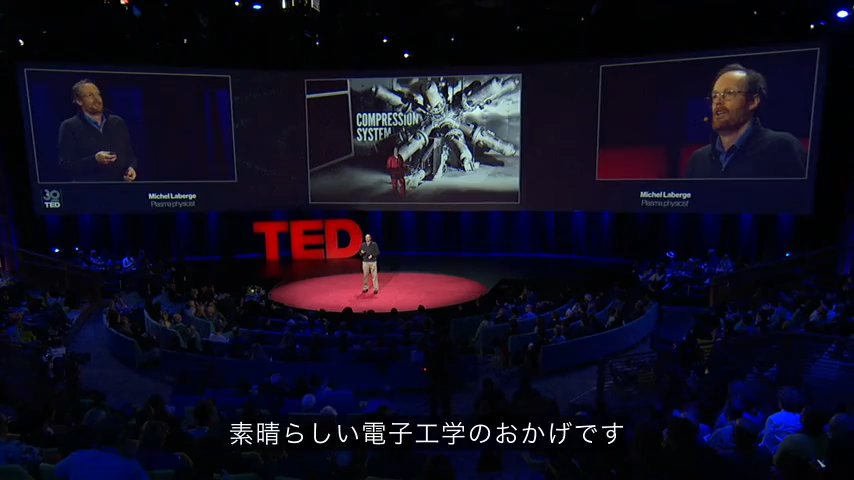 COMPRESSION
SYSTEM
30
TED
Michel Laberge
Plasma physicist
Michel Laberge
Plasma physicist
TED
素晴らしい電子工学のおかげです